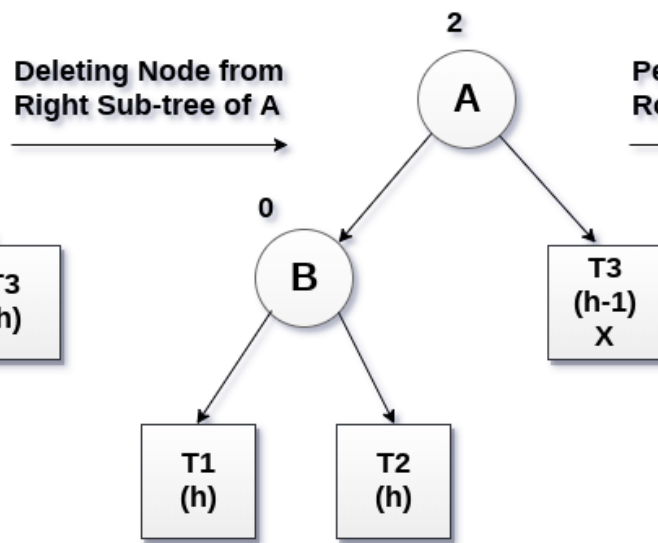 2
Deleting Node from
Right Sub-tree of A
A
0
B
T3
(h-1)
X
T1
(h)
T2
(h)